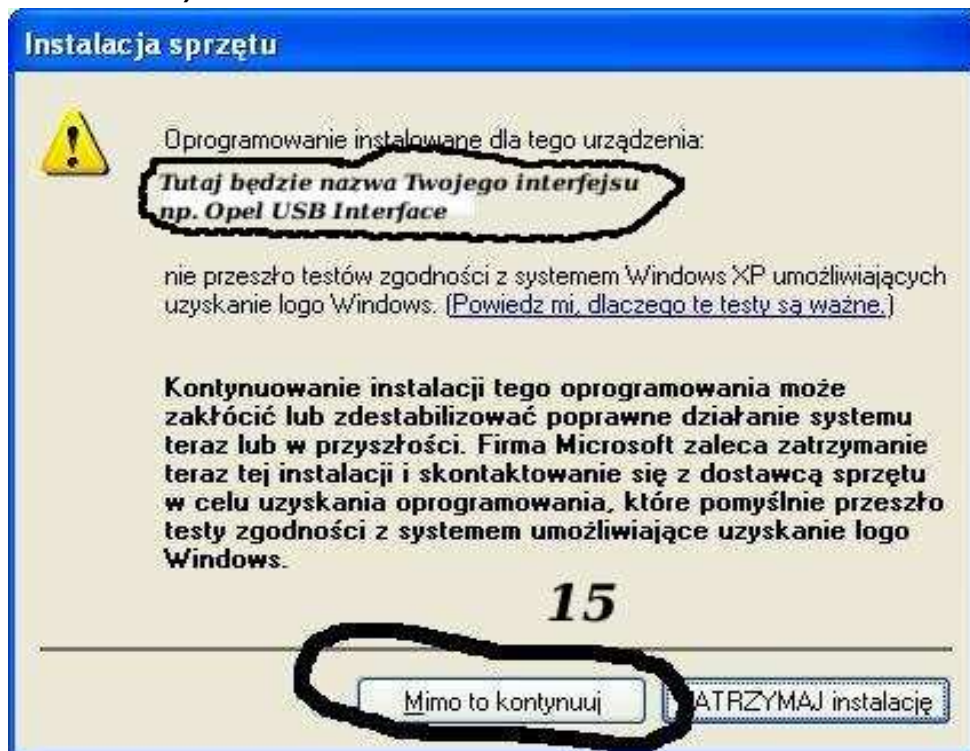 Instalacja sprzętu
Oprogramowanie instalowane dla tego urządzenia:
Tutaj będzie nazwa Twojego interfejsu
np. Opel USB Interface
nie przeszło testów zgodności z systemem Windows XP umożliwiających
uzyskanie logo Windows. (Powiedz mi, dlaczego te testy są ważne.)
Kontynuowanie instalacji tego oprogramowania może
zakłócić lub zdestabilizować poprawne działanie systemu
teraz lub w przyszłości. Firma Microsoft zaleca zatrzymanie
teraz tej instalacji i skontaktowanie się z dostawcą sprzętu
w celu uzyskania oprogramowania, które pomyślnie przeszło
testy zgodności z systemem umożliwiające uzyskanie logo
Windows.
15
Mimo to kontynuuj ATRZYMAJ instalację